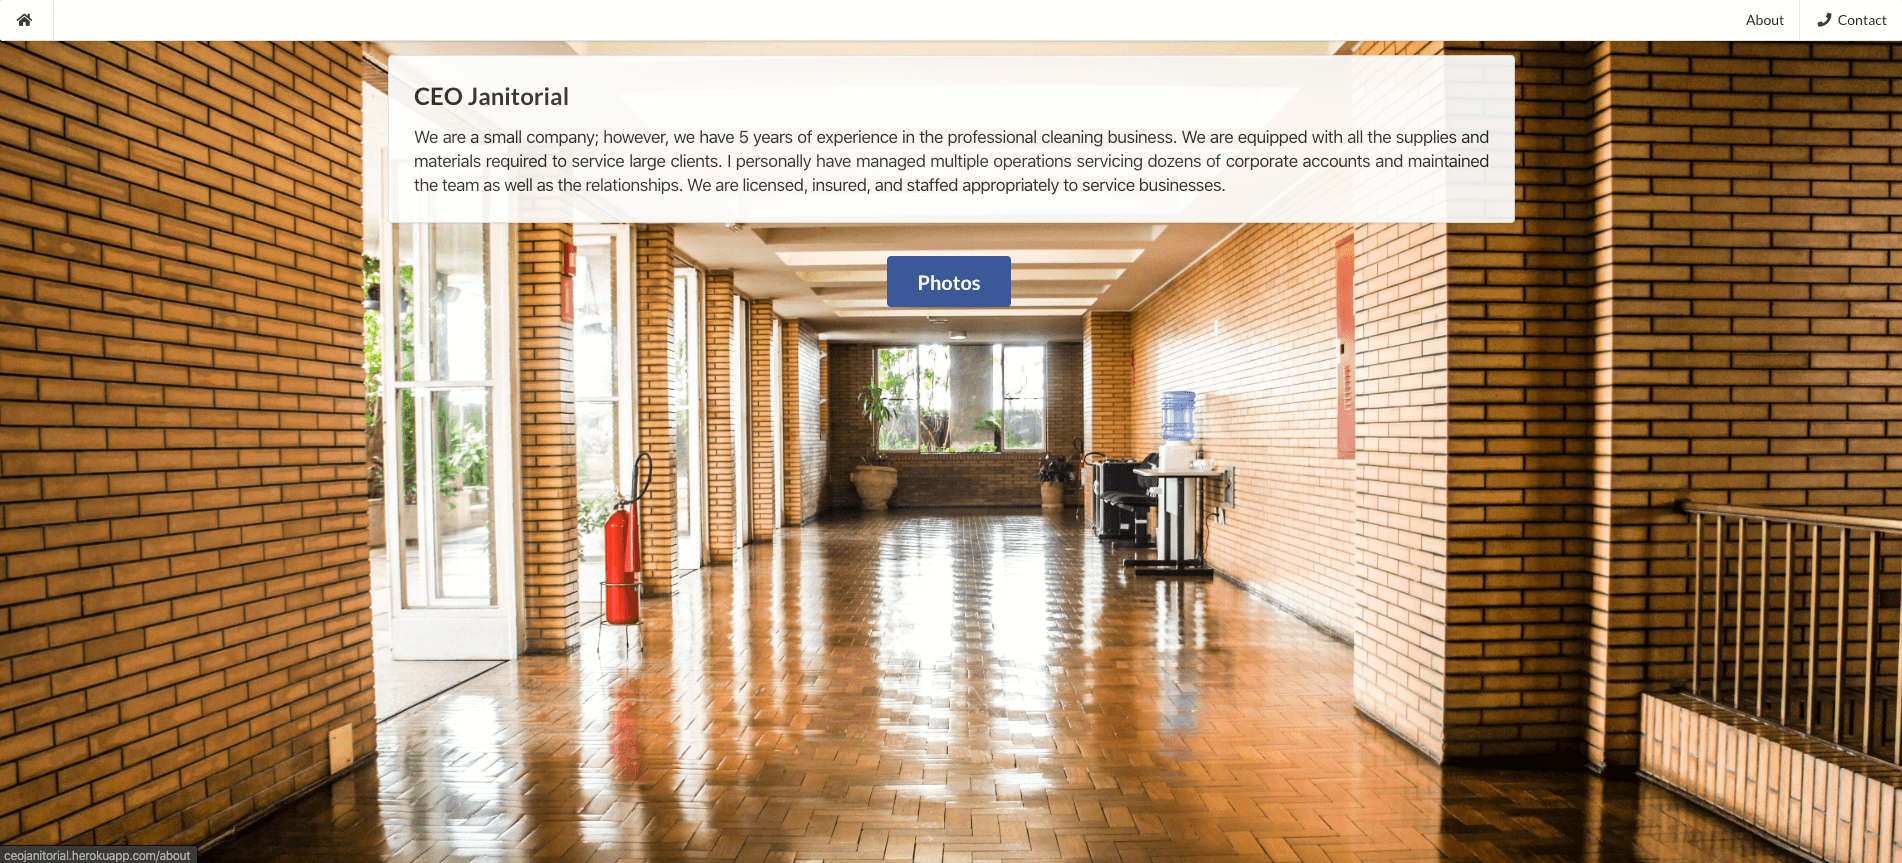 About
Contact
CEO Janitorial
We are a small company; however, we have 5 years of experience in the professional cleaning business. We are equipped with all the supplies and
materials required to service large clients. I personally have managed multiple operations servicing dozens of corporate accounts and maintained
the team as well as the relationships. We are licensed, insured, and staffed appropriately to service businesses.
Photos
ceojanitorial.herokuapp.com/about